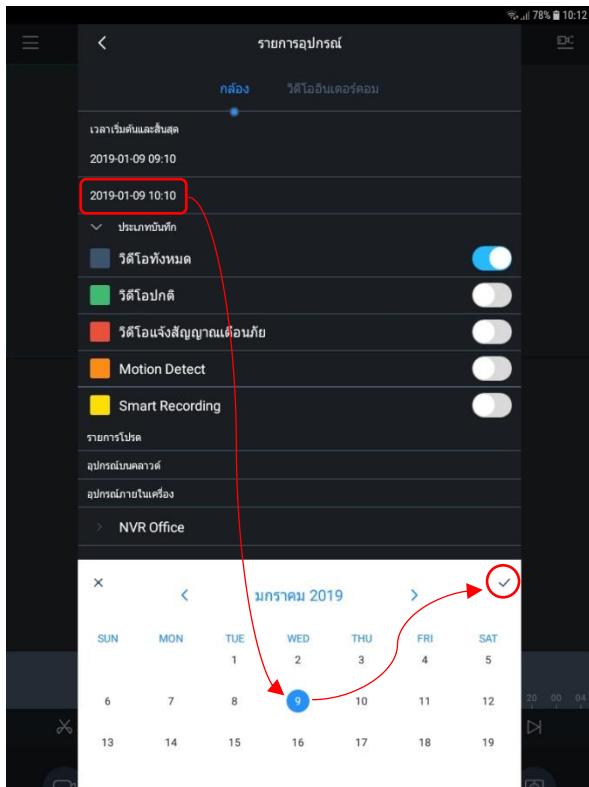 78% 10:12
รายการอุปกรณ์
กล้อง วิดีโออินเตอร์คอม
เวลาเริ่มต้นและสิ้นสุด
2019-01-09 09:10
2019-01-09 10:10
ประเภทบันทึก
วิดีโอทั้งหมด
วิดีโอปกติ
วิดีโอแจ้งสัญญาณเตือนภัย
Motion Detect
Smart Recording
รายการโปรด
อุปกรณ์บนคลาวด์
อุปกรณ์ภายในเครื่อง
NVR Office
มกราคม 2019
SUN MON TUE WED THU FRI SAT
1 2 3 4 5
6 7 8 9 10 11 12
20 00 04
13 14 15 16 17 18 19